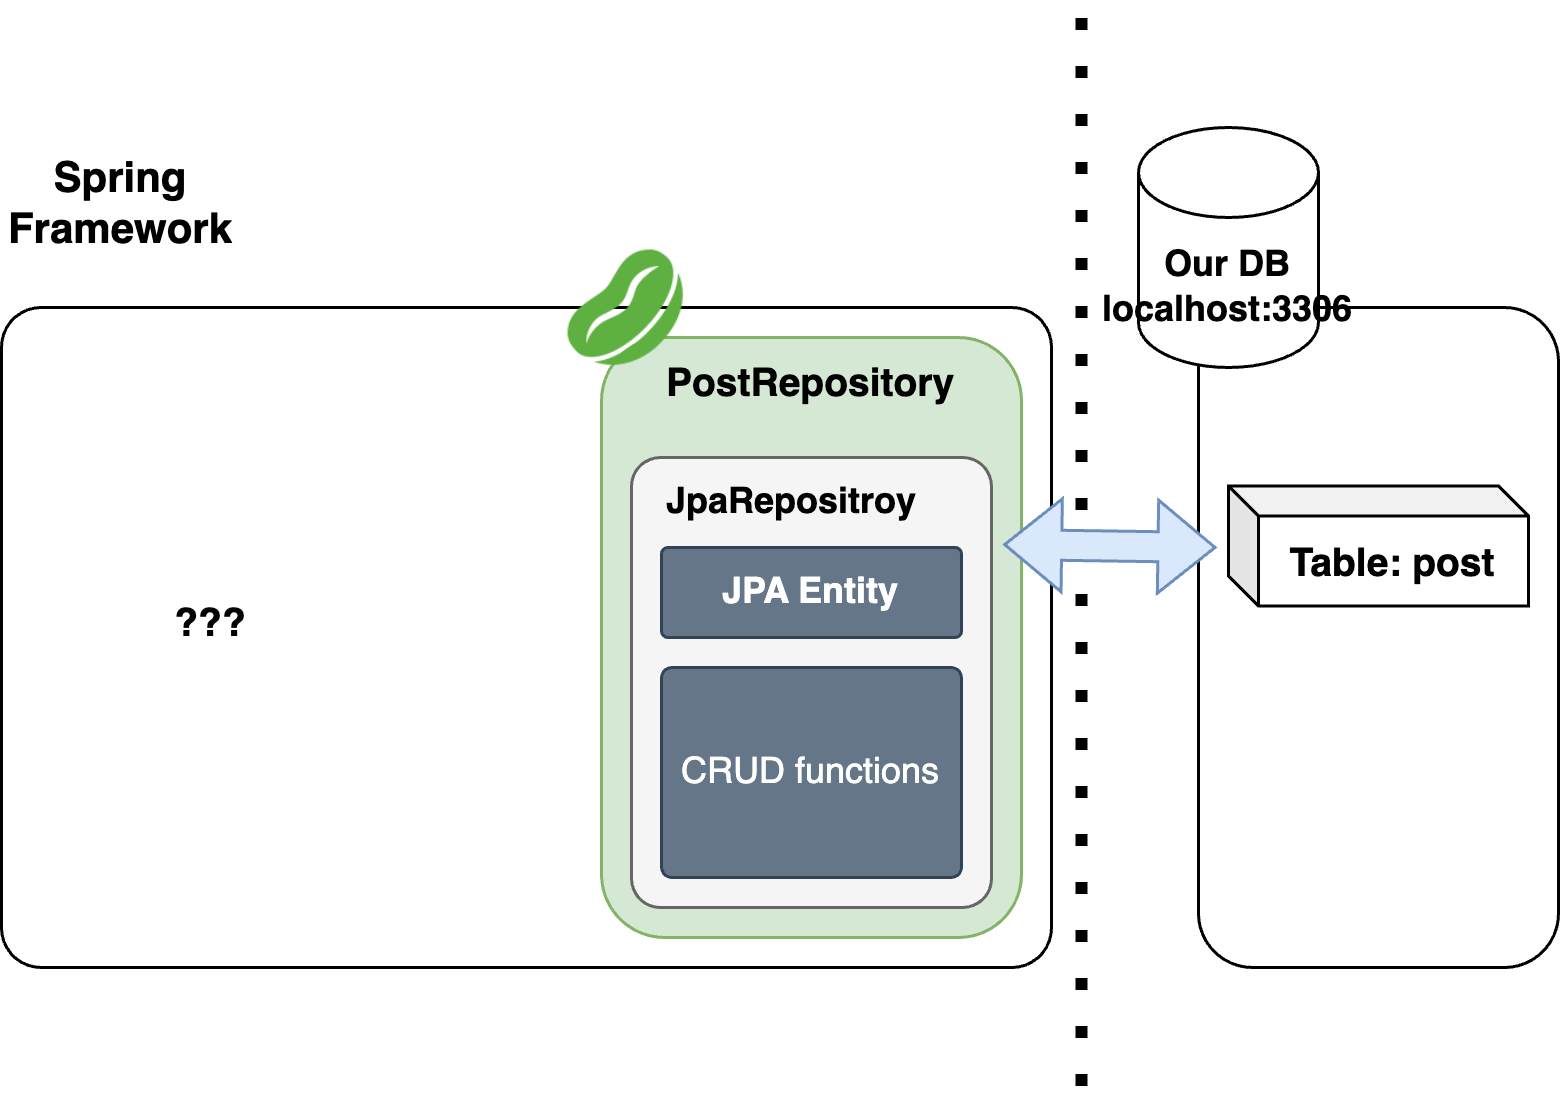 Spring
Framework
Our DB
localhost:3306
PostRepository
JpaRepositroy
JPA Entity
Table: post
???
CRUD functions